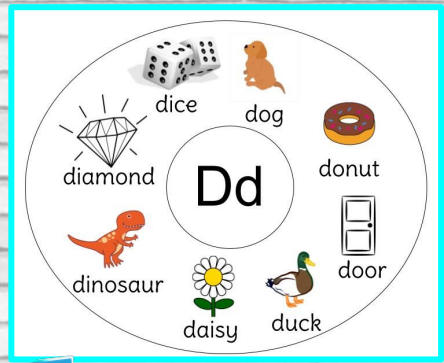 dice
dog
diamond
Dd
donut
dinosaur
door
daisy
duck